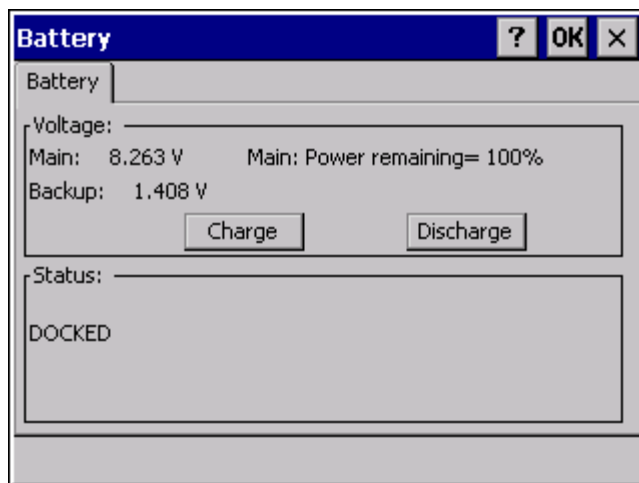 Battery ? OK ×
Battery
Voltage:
Main: 8.263 V Main: Power remaining= 100%
Backup: 1.408 V
Charge Discharge
Status:
DOCKED